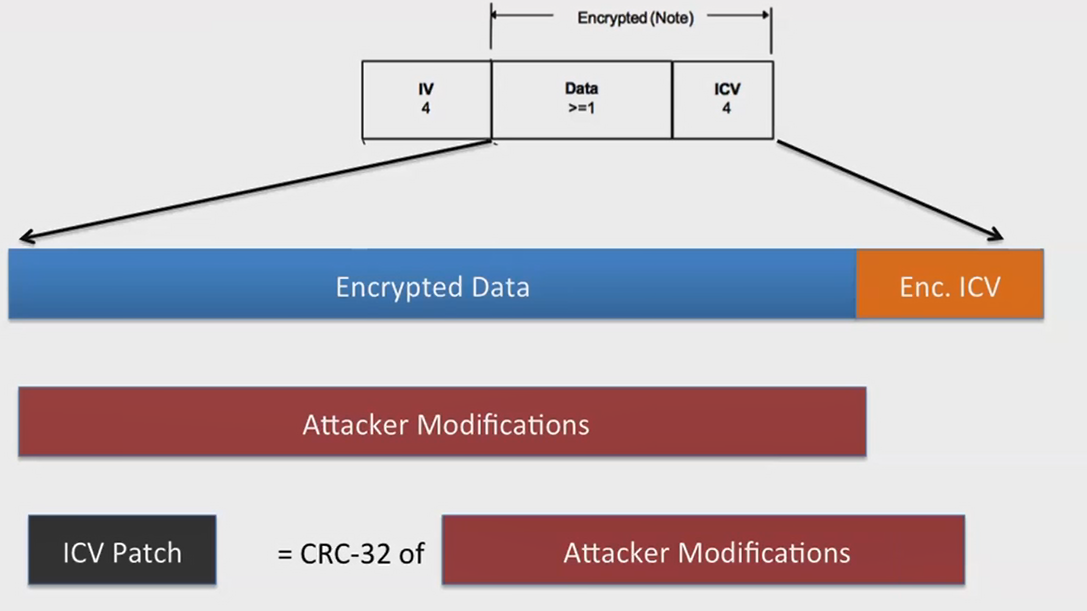 Encrypted (Note)
IV
4
Data
>=1
ICV
4
Encrypted Data
Enc. ICV
Attacker Modifications
ICV Patch
= CRC-32 of
Attacker Modifications